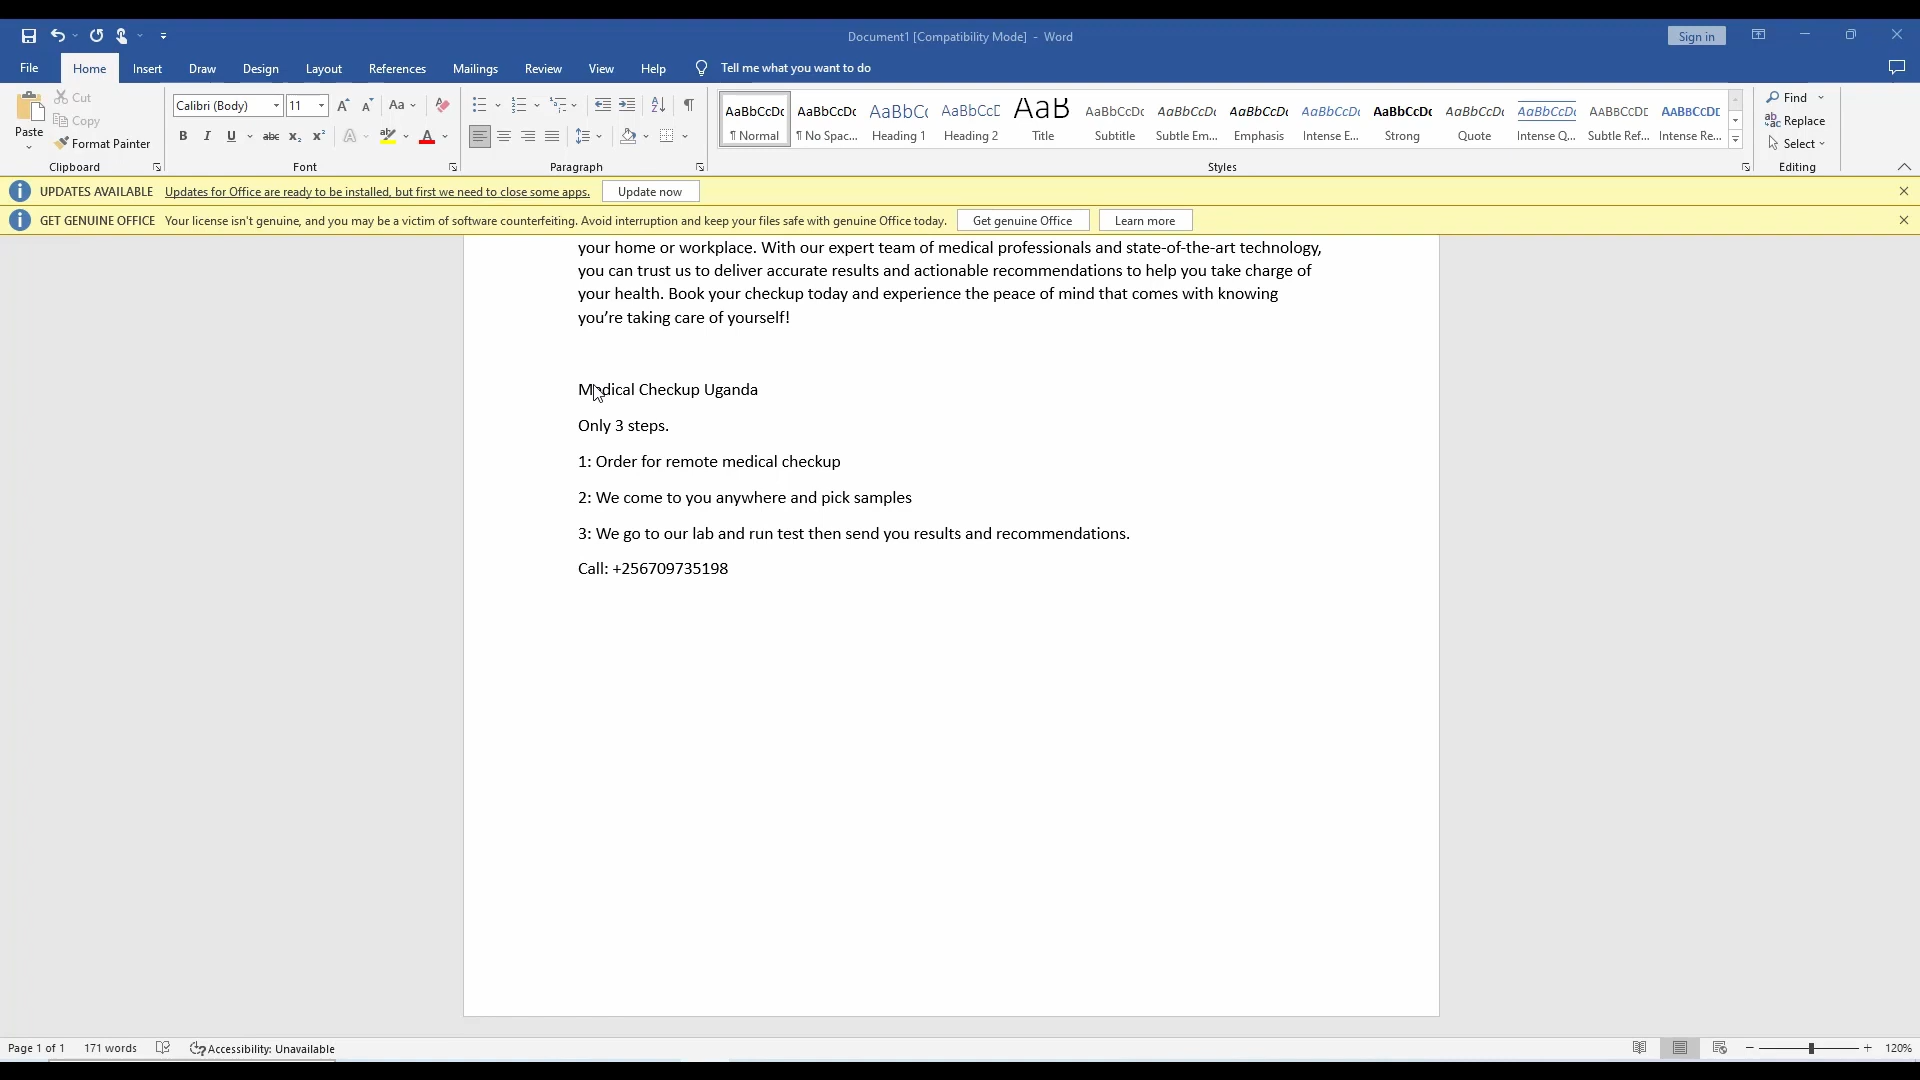 Document1 [Compatibility Mode] - Word
Sign in
File Home Insert Draw Design Layout References Mailings Review View Help Tell me what you want to do
Paste
Cut
Copy
Format Painter
Clipboard
Calibri (Body) 11
Font
Paragraph
AaBbCcDc AaBbCcDc AaBbC( AaBbCcD AaB AaBbCcDc AaBbCcDc AaBbCcDc AaBbCcDc AaBbCcDc AaBbCcDc AaBbCcDc AaBbCcDc AaBbCcDc
¶ Normal ¶ No Spac... Heading 1 Heading 2 Title Subtitle Subtle Em... Emphasis Intense E... Strong Quote Intense Q... Subtle Ref... Intense Re...
Styles
Find
Replace
Select
Editing
UPDATES AVAILABLE Updates for Office are ready to be installed, but first we need to close some apps. Update now
GET GENUINE OFFICE Your license isn't genuine, and you may be a victim of software counterfeiting. Avoid interruption and keep your files safe with genuine Office today. Get genuine Office Learn more
your home or workplace. With our expert team of medical professionals and state-of-the-art technology,
you can trust us to deliver accurate results and actionable recommendations to help you take charge of
your health. Book your checkup today and experience the peace of mind that comes with knowing
you’re taking care of yourself!
Medical Checkup Uganda
Only 3 steps.
1: Order for remote medical checkup
2: We come to you anywhere and pick samples
3: We go to our lab and run test then send you results and recommendations.
Call: +256709735198
Page 1 of 1 171 words Accessibility: Unavailable 120%